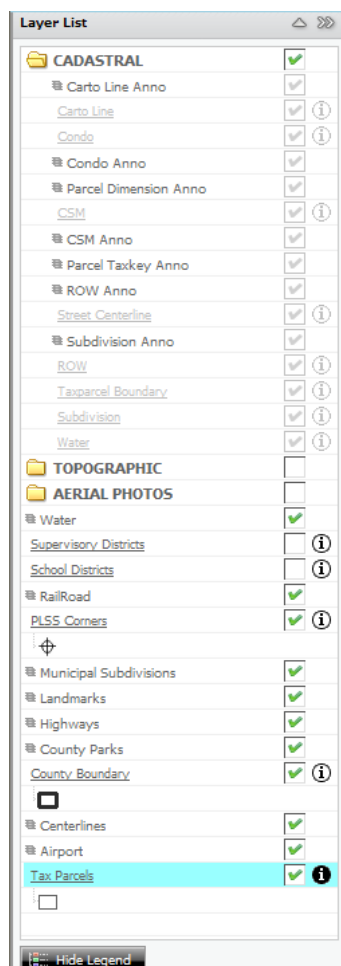 Layer List
CADASTRAL
Carto Line Anno
Carto Line
Condo
Condo Anno
Parcel Dimension Anno
CSM
CSM Anno
Parcel Taxkey Anno
ROW Anno
Street Centerline
Subdivision Anno
ROW
Taxparcel Boundary
Subdivision
Water
TOPOGRAPHIC
AERIAL PHOTOS
Water
Supervisory Districts
School Districts
RailRoad
PLSS Corners
Municipal Subdivisions
Landmarks
Highways
County Parks
County Boundary
Centerlines
Airport
Tax Parcels
Hide Legend